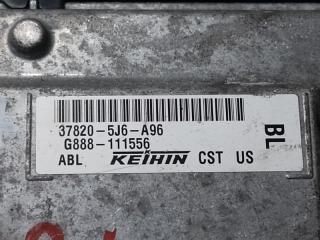 37820-5J6-A96
G888-111556
ABL KEIHIN CST US
BL